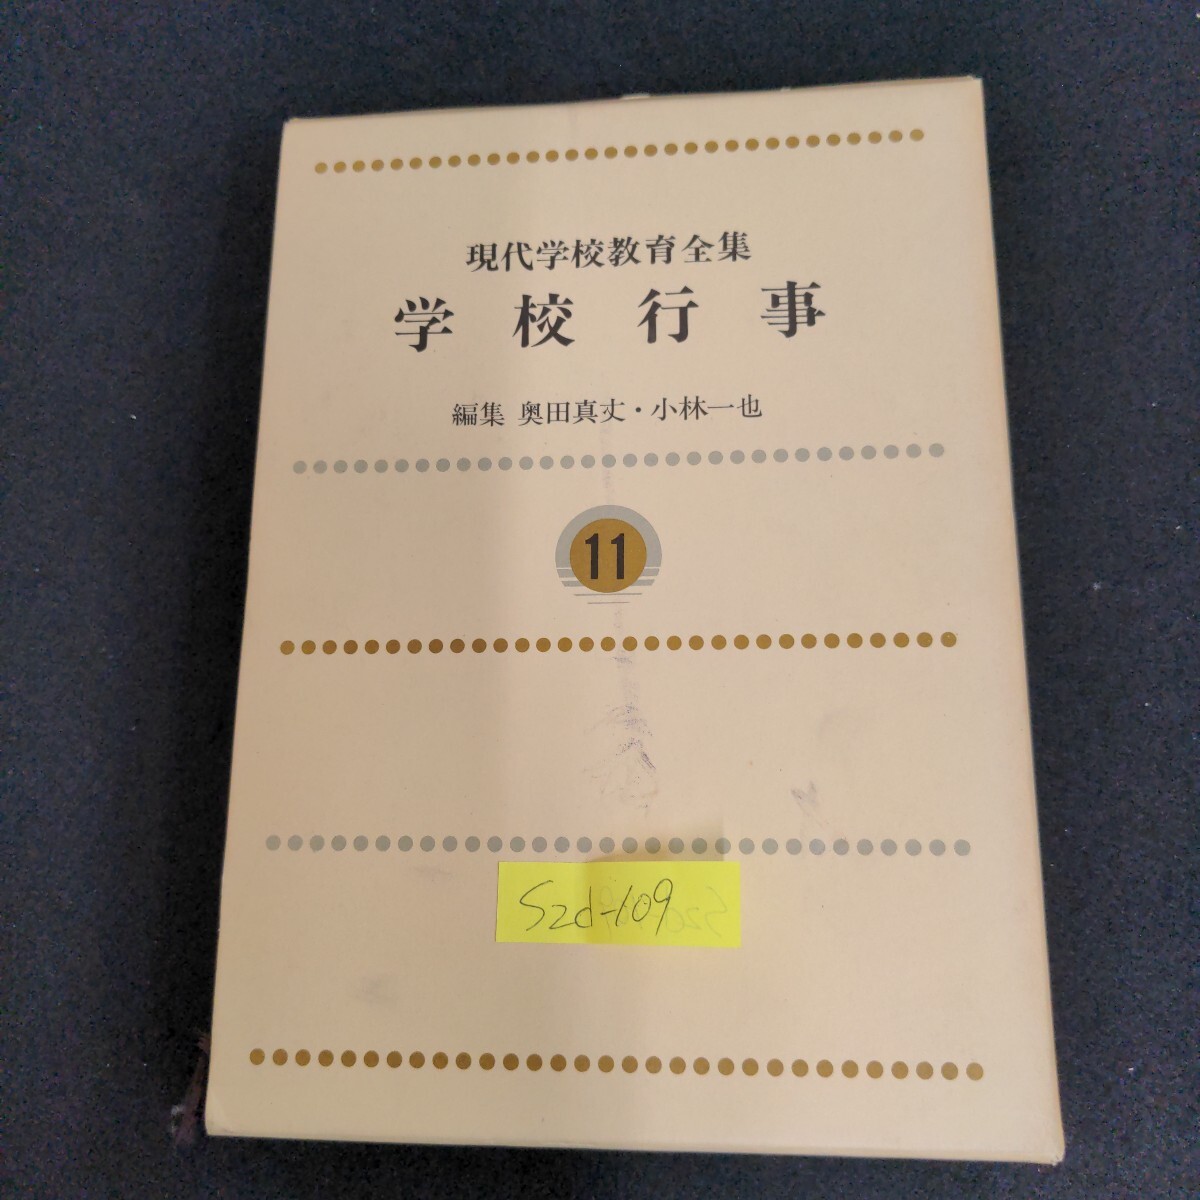 現代学校教育全集
学校行事
編集 奥田真丈・小林一也
11
S2d-109